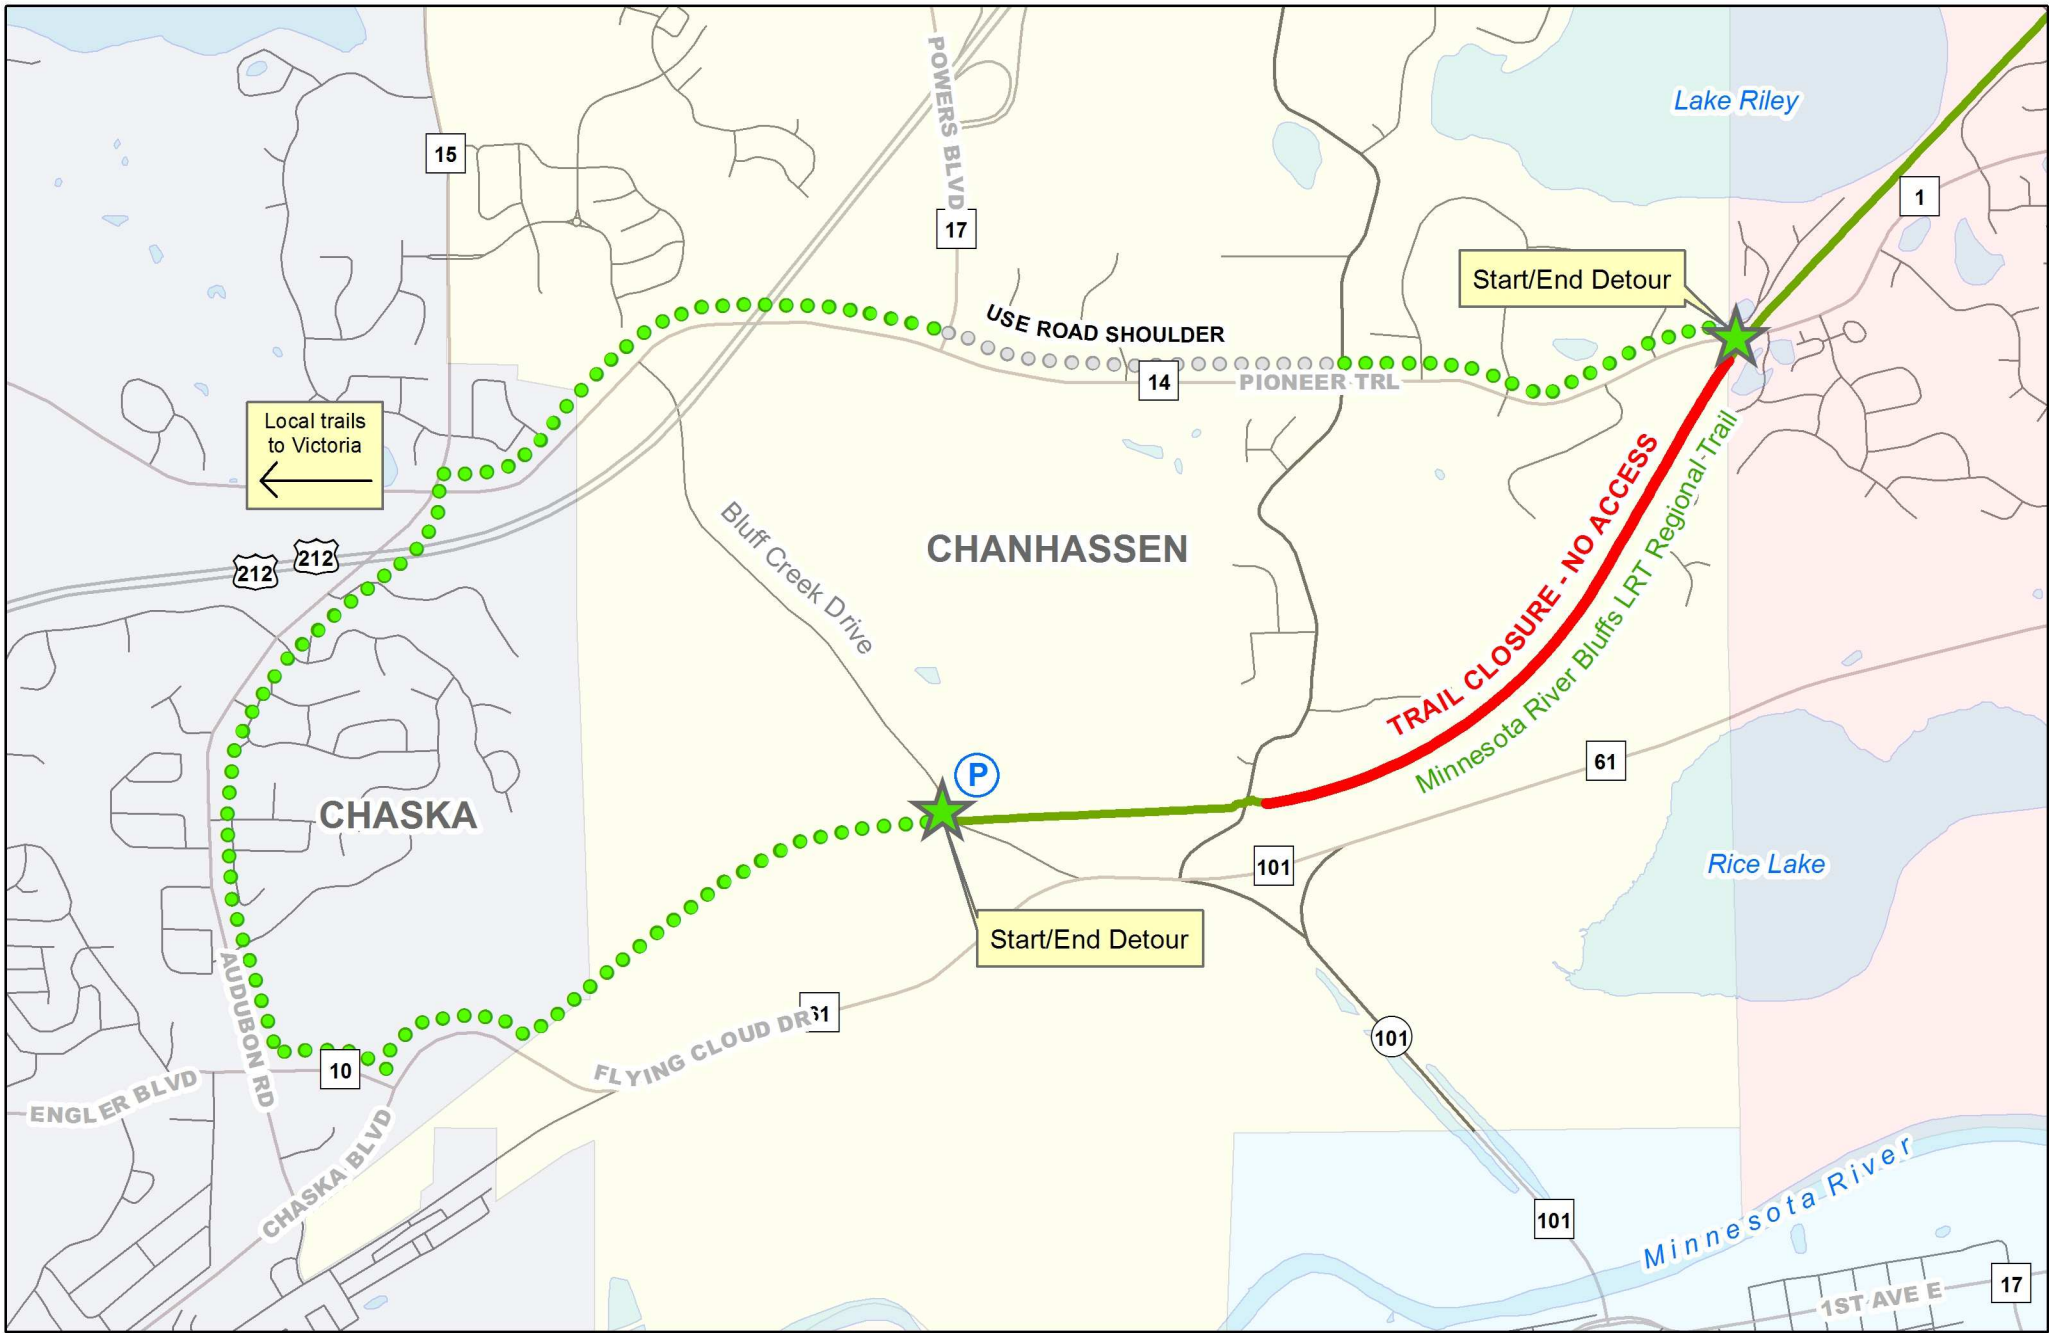 POWERS BLVD
Lake Riley
15
1
17
Start/End Detour
USE ROAD SHOULDER
14
PIONEER TRL
Local trails
to Victoria
TRAIL CLOSURE - NO ACCESS
Minnesota River Bluffs LRT Regional Trail
Bluff Creek Drive
CHANHASSEN
212
212
61
P
CHASKA
101
Rice Lake
Start/End Detour
AUDUBON RD
61
FLYING CLOUD DR
101
10
ENGLER BLVD
CHASKA BLVD
Minnesota River
101
17
1ST AVE E